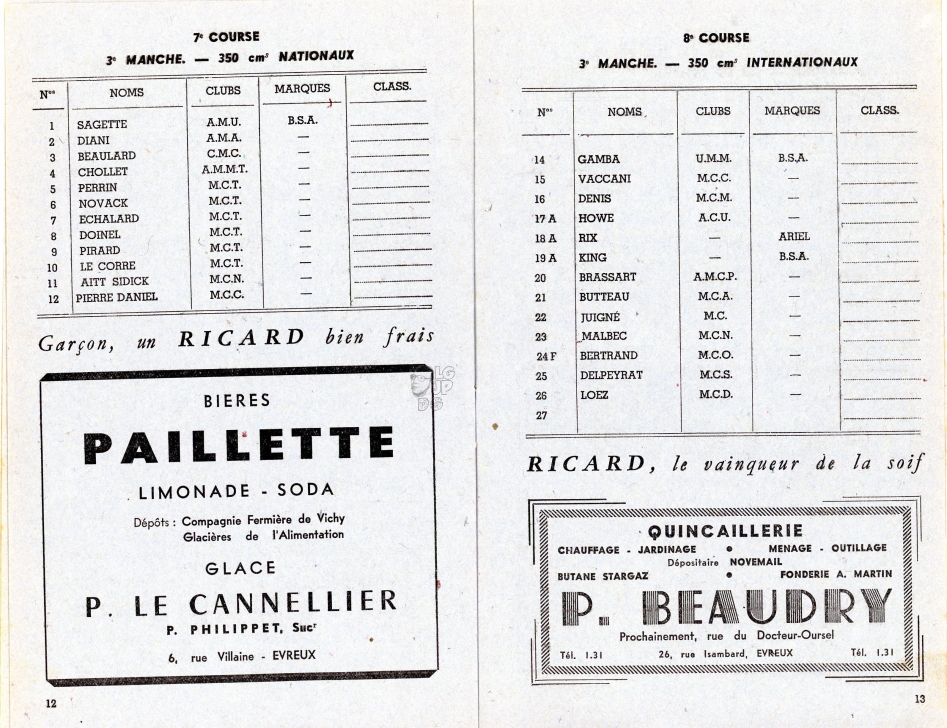 7e COURSE
3e MANCHE. — 350 cm3 NATIONAUX
Nos NOMS CLUBS MARQUES CLASS.
1 SAGETTE A.M.U. B.S.A.
2 DIANI A.M.A. —
3 BEAULARD C.M.C. —
4 CHOLLET A.M.M.T. —
5 PERRIN M.C.T. —
6 NOVACK M.C.T. —
7 ECHALARD M.C.T. —
8 DOINEL M.C.T. —
9 PIRARD M.C.T. —
10 LE CORRE M.C.T. —
11 AITT SIDICK M.C.N. —
12 PIERRE DANIEL M.C.C. —
Garçon, un RICARD bien frais
BIERES
PAILLETTE
LIMONADE - SODA
Dépôts : Compagnie Fermière de Vichy
Glacières de l'Alimentation
GLACE
P. LE CANNELLIER
P. PHILIPPET, Sucr
6, rue Villaine - EVREUX
12
8e COURSE
3e MANCHE. — 350 cm3 INTERNATIONAUX
Nos NOMS CLUBS MARQUES CLASS.
14 GAMBA U.M.M. B.S.A.
15 VACCANI M.C.C. —
16 DENIS M.C.M. —
17 A HOWE A.C.U. —
18 A RIX — ARIEL
19 A KING — B.S.A.
20 BRASSART A.M.C.P. —
21 BUTTEAU M.C.A. —
22 JUIGNÉ M.C. —
23 MALBEC M.C.N. —
24 F BERTRAND M.C.O. —
25 DELPEYRAT M.C.S. —
26 LOEZ M.C.D. —
27
RICARD, le vainqueur de la soif
QUINCAILLERIE
CHAUFFAGE - JARDINAGE • MENAGE - OUTILLAGE
Dépositaire NOVEMAIL
BUTANE STARGAZ • FONDERIE A. MARTIN
P. BEAUDRY
Prochainement, rue du Docteur-Oursel
Tél. 1.31 26, rue Isambard, EVREUX Tél. 1.31
13